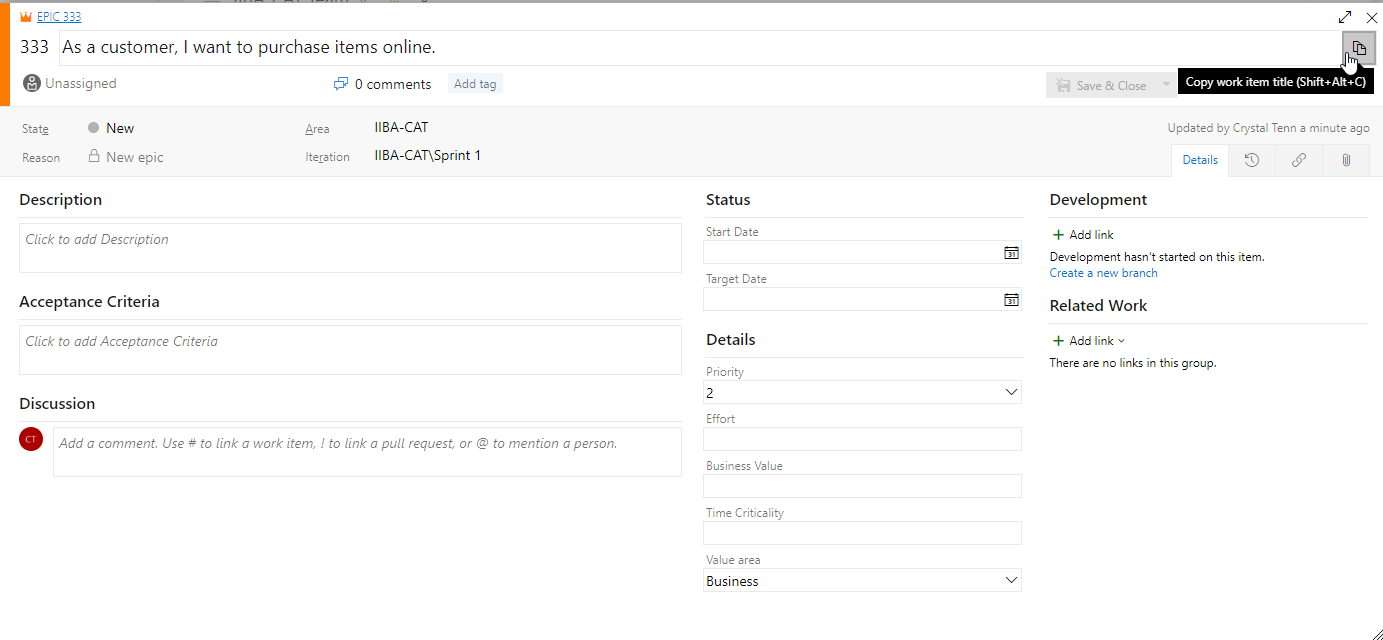 EPIC 333
333 As a customer, I want to purchase items online.
Unassigned
0 comments
Add tag
Save & Close
Copy work item title (Shift+Alt+C)
State
New
Area
IIBA-CAT
Updated by Crystal Tenn a minute ago
Reason
New epic
Iteration
IIBA-CAT\Sprint 1
Details
Description
Click to add Description
Acceptance Criteria
Click to add Acceptance Criteria
Discussion
CT
Add a comment. Use # to link a work item, ! to link a pull request, or @ to mention a person.
Status
Start Date
31
Target Date
31
Details
Priority
2
Effort
Business Value
Time Criticality
Value area
Business
Development
Add link
Development hasn't started on this item.
Create a new branch
Related Work
Add link
There are no links in this group.